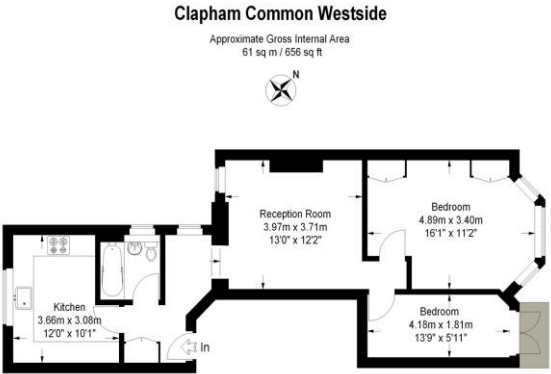 Clapham Common Westside
Approximate Gross Internal Area
61 sq m / 656 sq ft
N
Reception Room
3.97m x 3.71m
13'0" x 12'2"
Bedroom
4.89m x 3.40m
16'1" x 11'2"
Kitchen
3.66m x 3.08m
12'0" x 10'1"
Bedroom
4.18m x 1.81m
13'9" x 5'11"
In